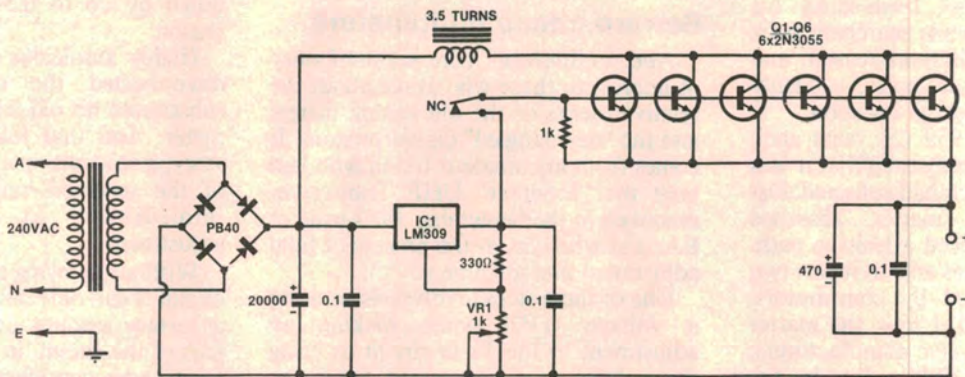 3.5 TURNS
Q1-Q6
6x2N3055
NC
1k
A
240VAC
N
E
PB40
IC1
LM309
330Ω
VR1
1k
20000
0.1
0.1
470
0.1
+
-